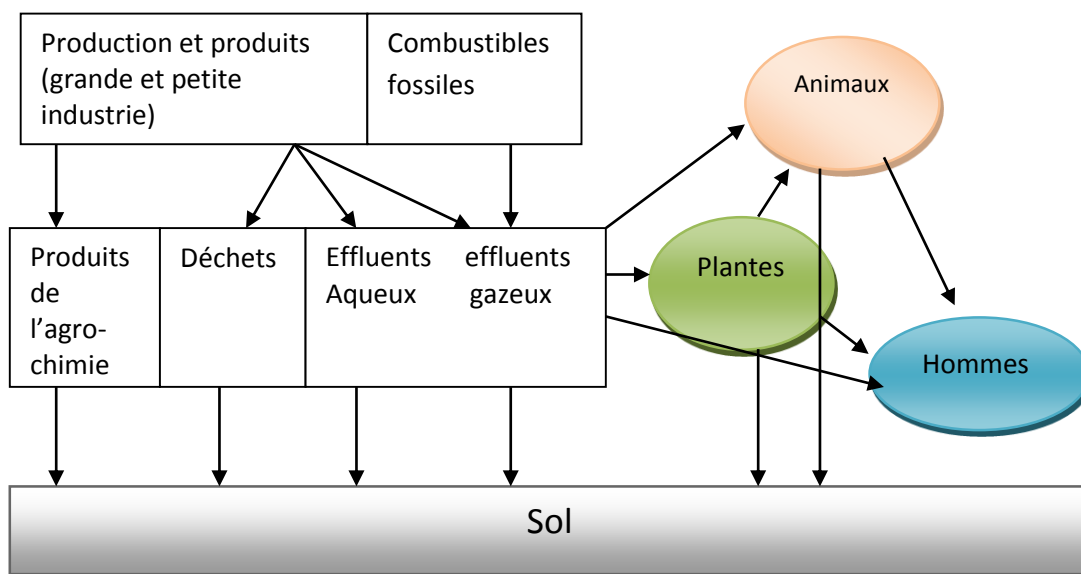 Production et produits
(grande et petite
industrie)
Combustibles
fossiles
Animaux
Produits
de
l’agro-
chimie
Déchets
Effluents effluents
Aqueux gazeux
Plantes
Hommes
Sol